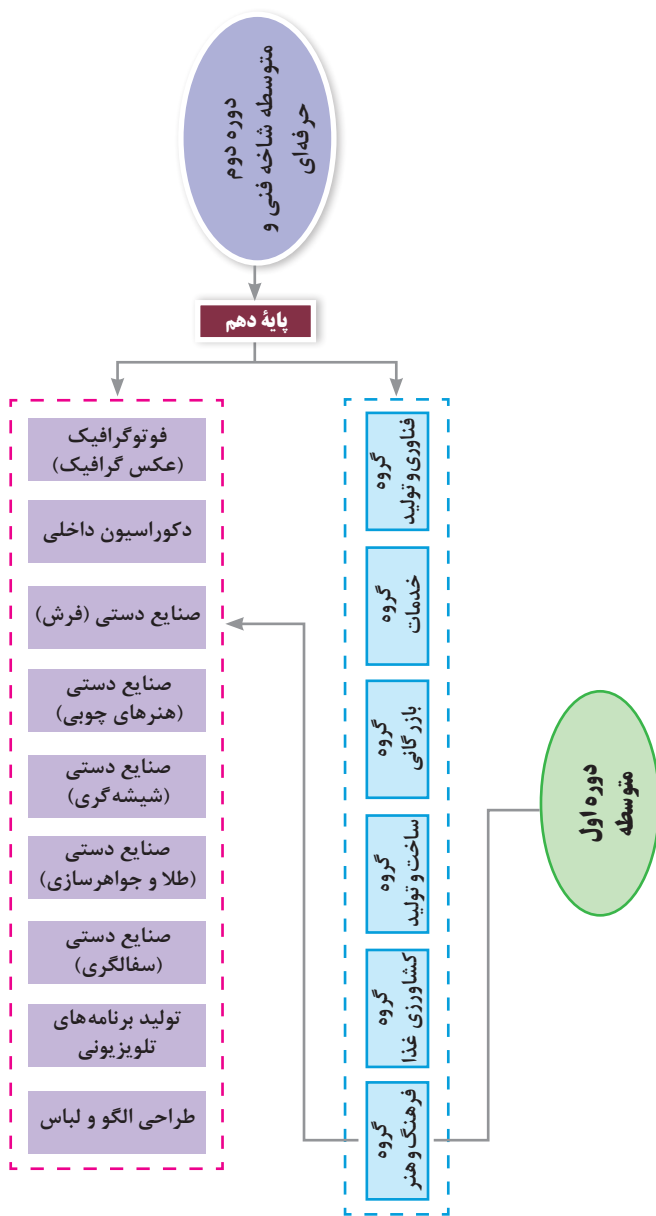 دوره دوم
متوسطه شاخه فنی و
حرفه‌ای
پایهٔ دهم
فوتوگرافیک
(عکس گرافیک)
دکوراسیون داخلی
صنایع دستی (فرش)
صنایع دستی
(هنرهای چوبی)
صنایع دستی
(شیشه‌گری)
صنایع دستی
(طلا و جواهرسازی)
صنایع دستی
(سفالگری)
تولید برنامه‌های
تلویزیونی
طراحی الگو و لباس
گروه
فناوری و تولید
گروه
خدمات
گروه
بازرگانی
گروه
ساخت و تولید
گروه
کشاورزی غذا
گروه
فرهنگ و هنر
دوره اول
متوسطه